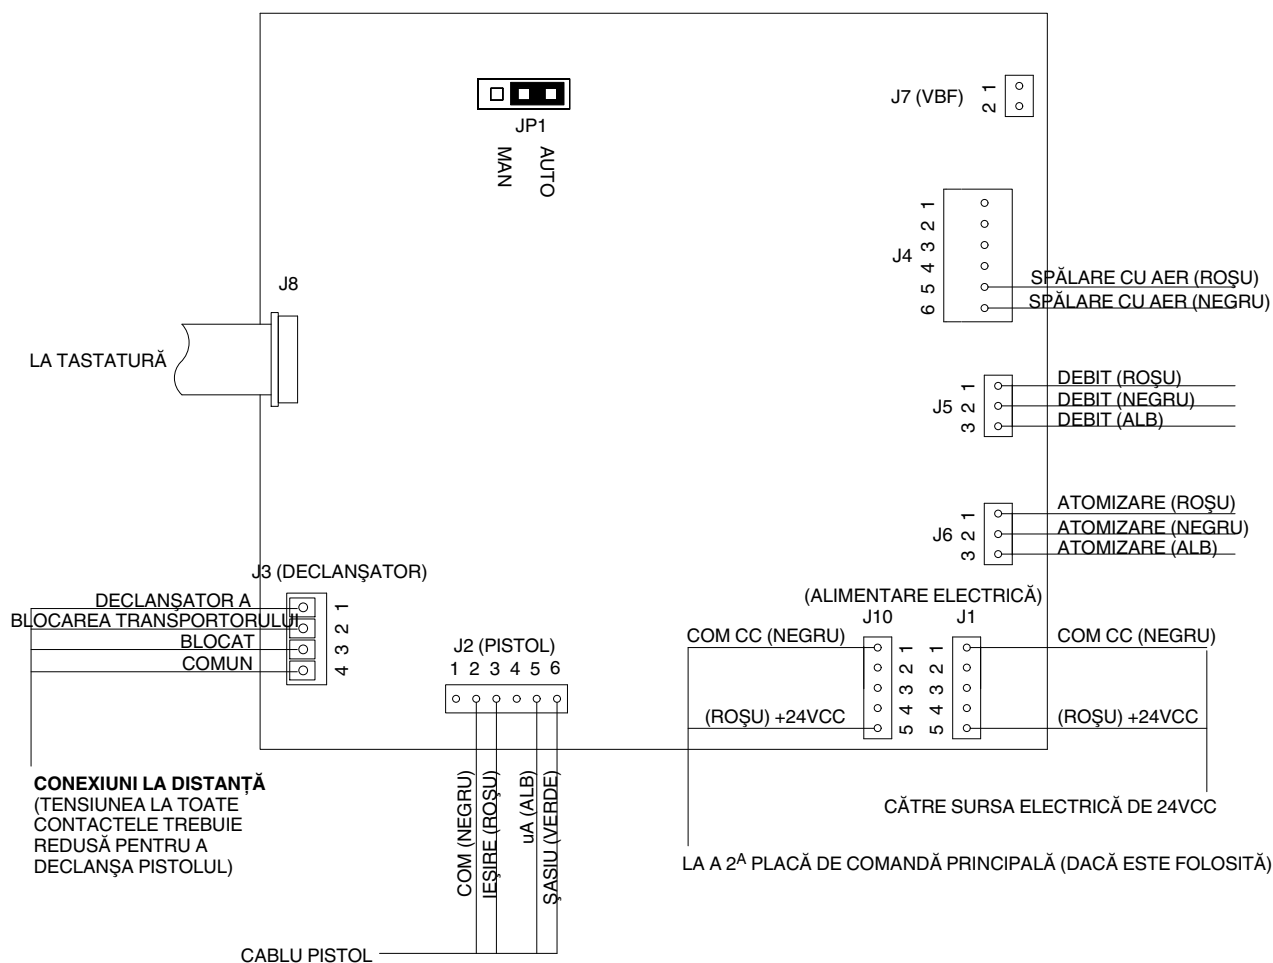 J7 (VBF)
1
2
JP1
MAN
AUTO
J4
1
2
3
4
5
6
SPĂLARE CU AER (ROŞU)
SPĂLARE CU AER (NEGRU)
J8
LA TASTATURĂ
J5
1
2
3
DEBIT (ROŞU)
DEBIT (NEGRU)
DEBIT (ALB)
J6
1
2
3
ATOMIZARE (ROŞU)
ATOMIZARE (NEGRU)
ATOMIZARE (ALB)
J3 (DECLANŞATOR)
DECLANŞATOR A
BLOCAREA TRANSPORTORULUI
BLOCAT
COMUN
1
2
3
4
J2 (PISTOL)
1 2 3 4 5 6
(ALIMENTARE ELECTRICĂ)
J10
J1
COM CC (NEGRU)
COM CC (NEGRU)
1 1
2 2
3 3
4 4
5 5
(ROŞU) +24VCC
(ROŞU) +24VCC
CONEXIUNI LA DISTANŢĂ
(TENSIUNEA LA TOATE
CONTACTELE TREBUIE
REDUSĂ PENTRU A
DECLANŞA PISTOLUL)
COM (NEGRU)
IEŞIRE (ROŞU)
uA (ALB)
ŞASIU (VERDE)
CĂTRE SURSA ELECTRICĂ DE 24VCC
LA A 2A PLACĂ DE COMANDĂ PRINCIPALĂ (DACĂ ESTE FOLOSITĂ)
CABLU PISTOL